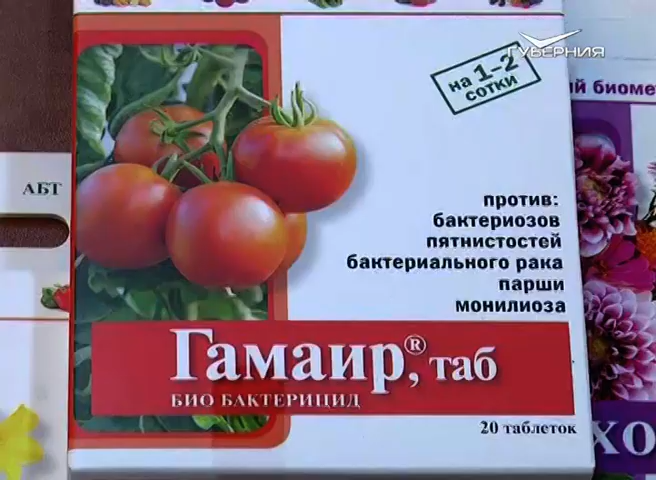 ГУБЕРНИЯ
на 1-2
сотки
й биоме
АБТ
против:
бактериозов
пятнистостей
бактериального рака
парши
монилиоза
Гамаир,® таб
БИО БАКТЕРИЦИД
20 таблеток
ХО